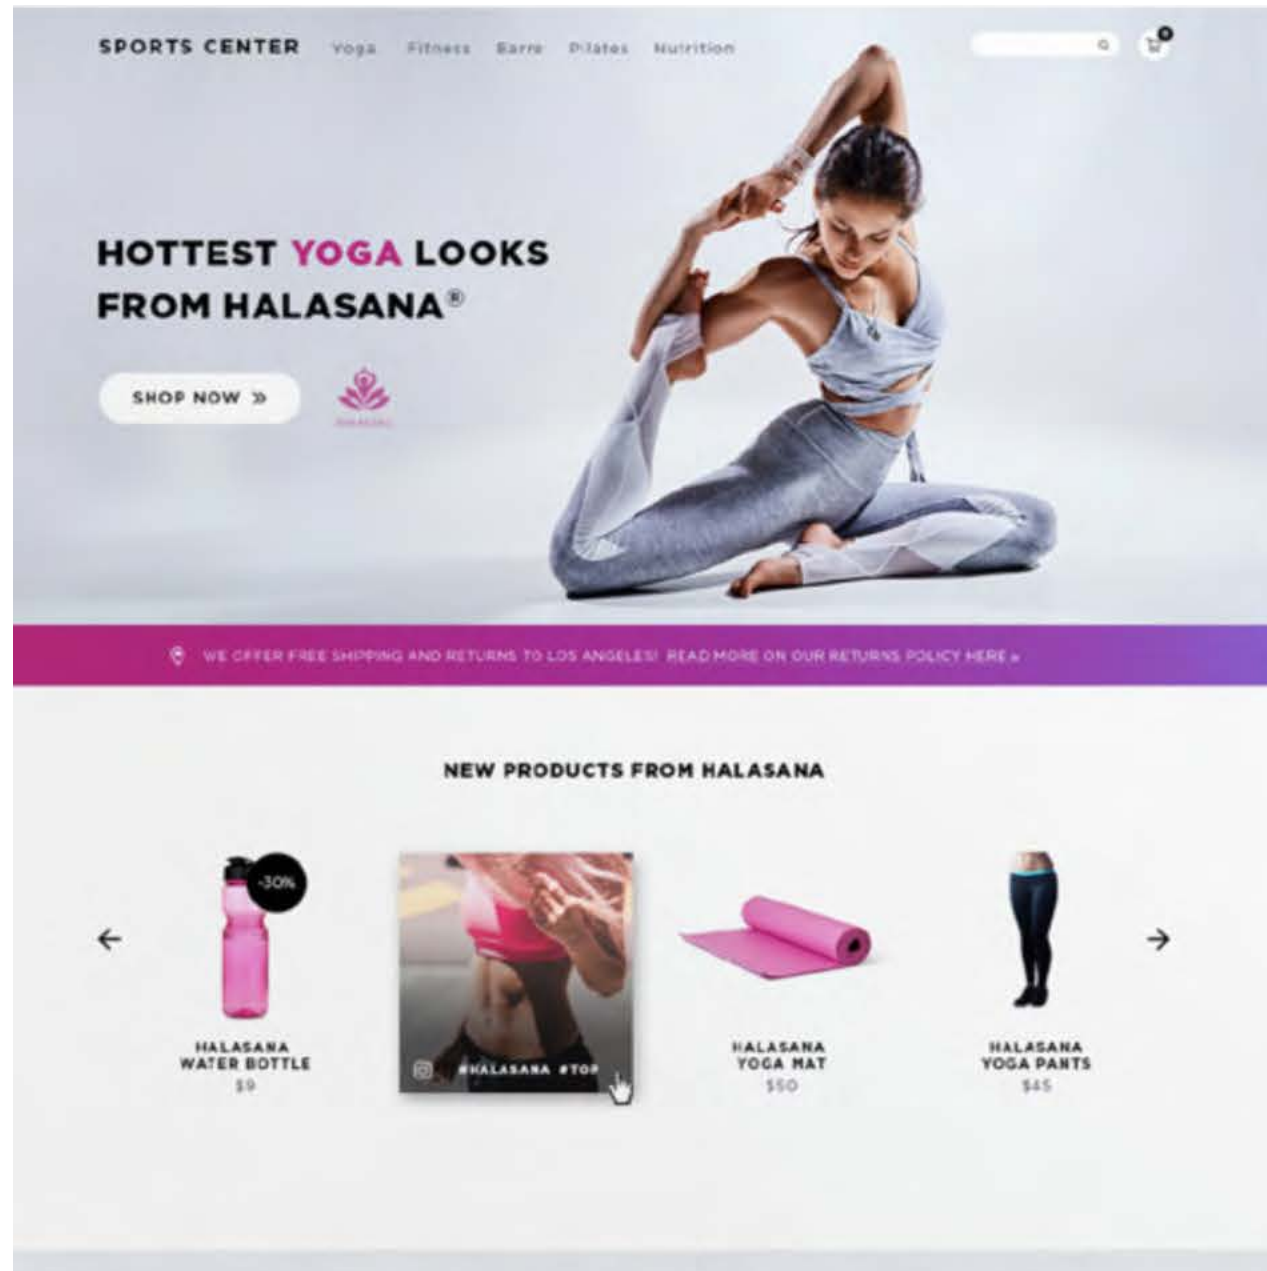 SPORTS CENTER Yoga Fitness Barre Pilates Nutrition
0
HOTTEST YOGA LOOKS
FROM HALASANA®
SHOP NOW »
HALASANA
WE OFFER FREE SHIPPING AND RETURNS TO LOS ANGELES! READ MORE ON OUR RETURNS POLICY HERE »
NEW PRODUCTS FROM HALASANA
-30%
#HALASANA #TOP
HALASANA
WATER BOTTLE
$9
HALASANA
YOGA MAT
$50
HALASANA
YOGA PANTS
$45